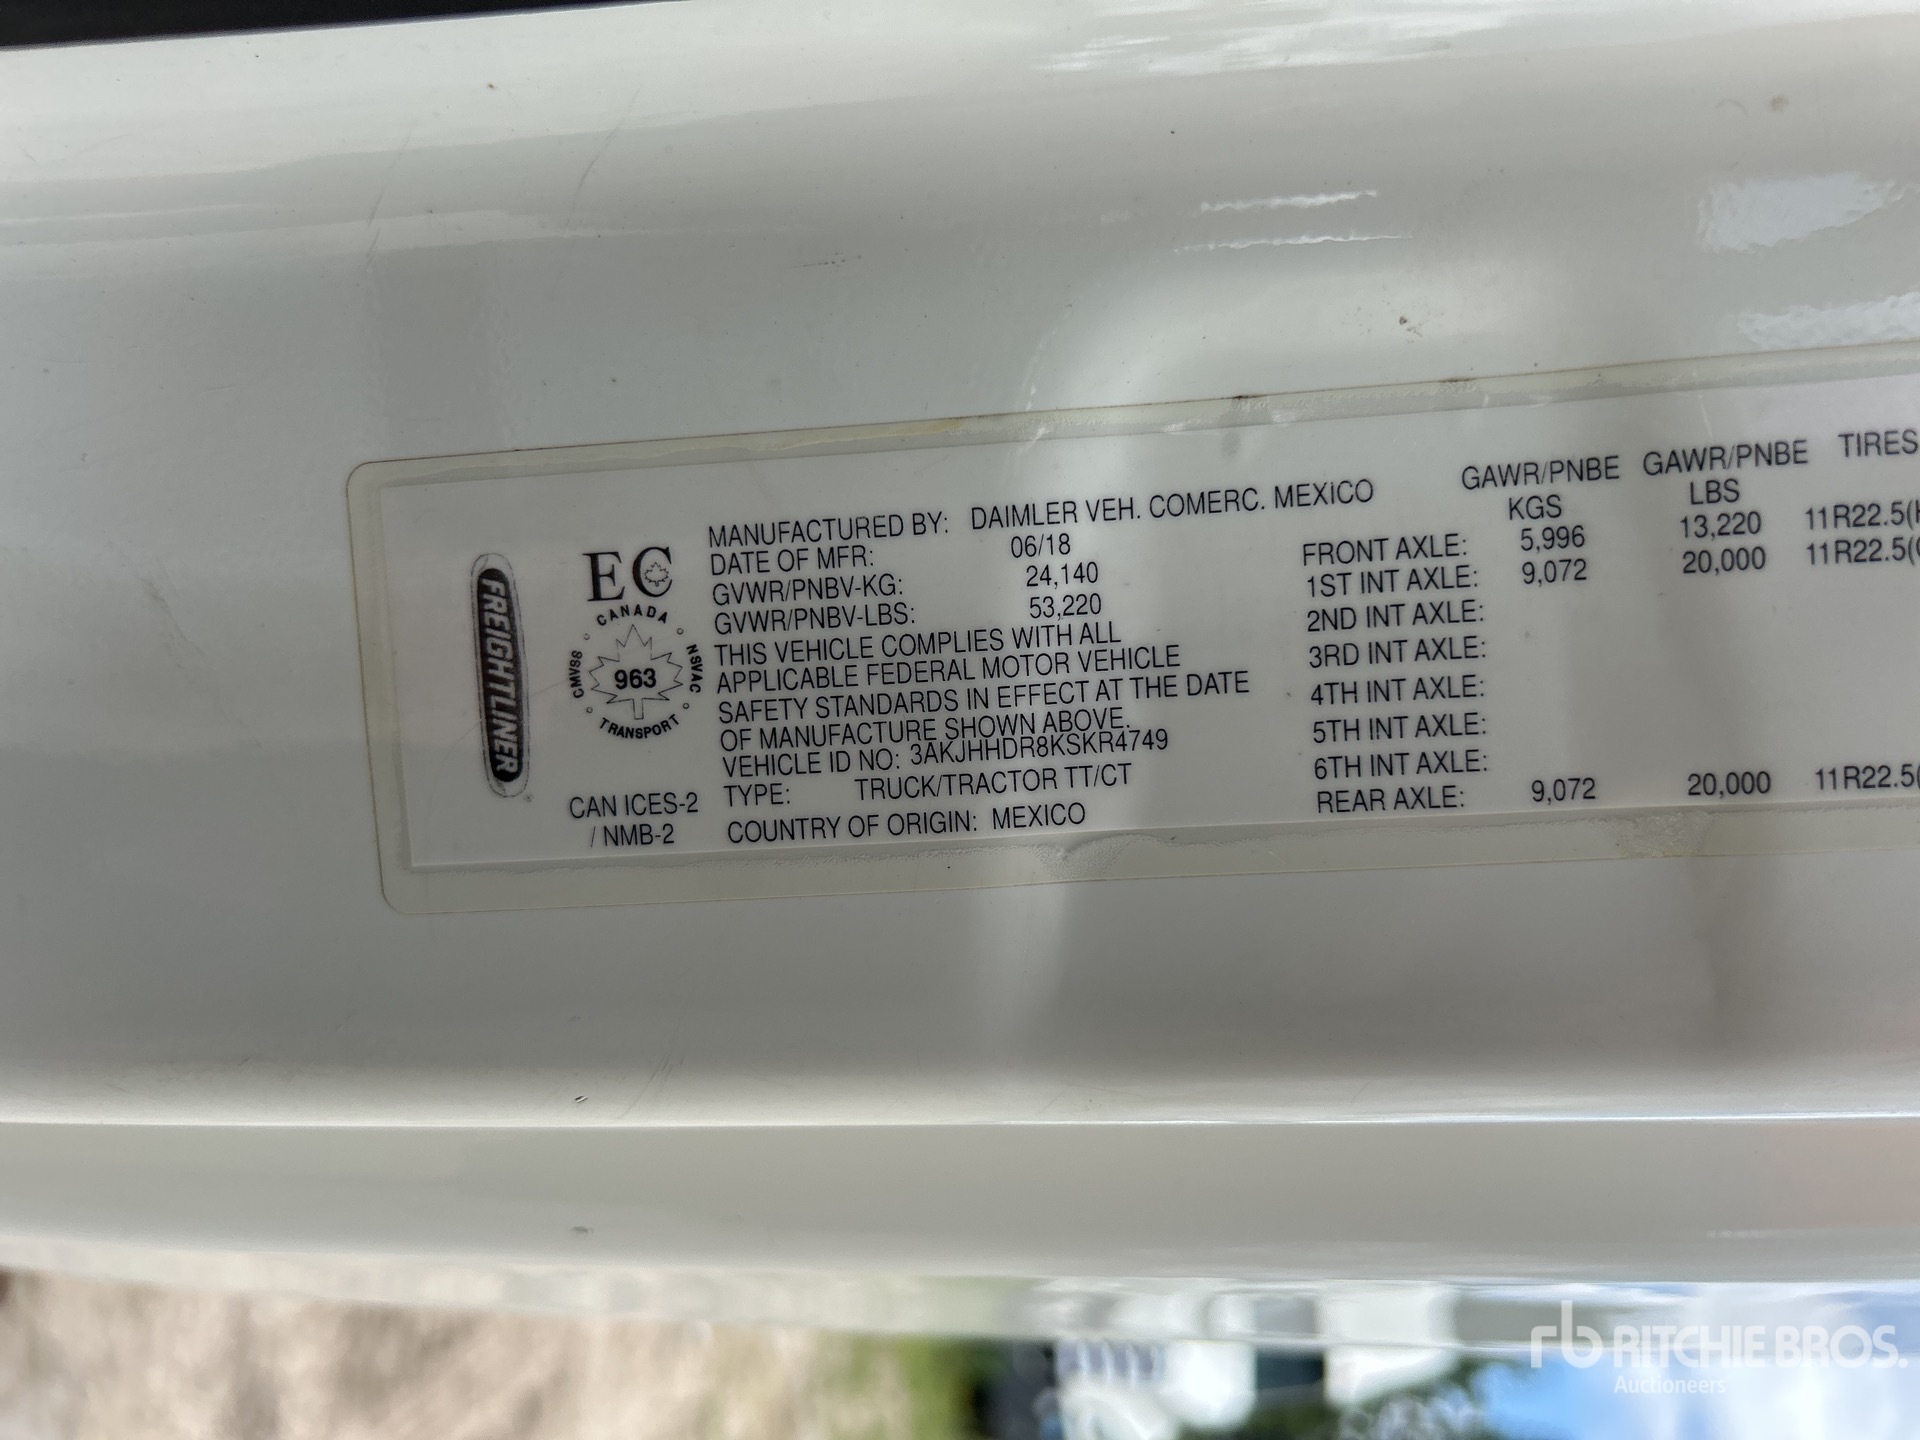 FREIGHTLINER
EC
CANADA
CMVSS
NSVAC
963
TRANSPORT
CAN ICES-2
/ NMB-2
MANUFACTURED BY: DAIMLER VEH. COMERC. MEXICO
DATE OF MFR: 06/18
GVWR/PNBV-KG: 24,140
GVWR/PNBV-LBS: 53,220
THIS VEHICLE COMPLIES WITH ALL
APPLICABLE FEDERAL MOTOR VEHICLE
SAFETY STANDARDS IN EFFECT AT THE DATE
OF MANUFACTURE SHOWN ABOVE.
VEHICLE ID NO: 3AKJHHDR8KSKR4749
TYPE: TRUCK/TRACTOR TT/CT
COUNTRY OF ORIGIN: MEXICO
GAWR/PNBE GAWR/PNBE TIRES
KGS LBS
FRONT AXLE: 5,996 13,220 11R22.5(
1ST INT AXLE: 9,072 20,000 11R22.5(
2ND INT AXLE:
3RD INT AXLE:
4TH INT AXLE:
5TH INT AXLE:
6TH INT AXLE:
REAR AXLE: 9,072 20,000 11R22.5(
rb RITCHIE BROS.
Auctioneers